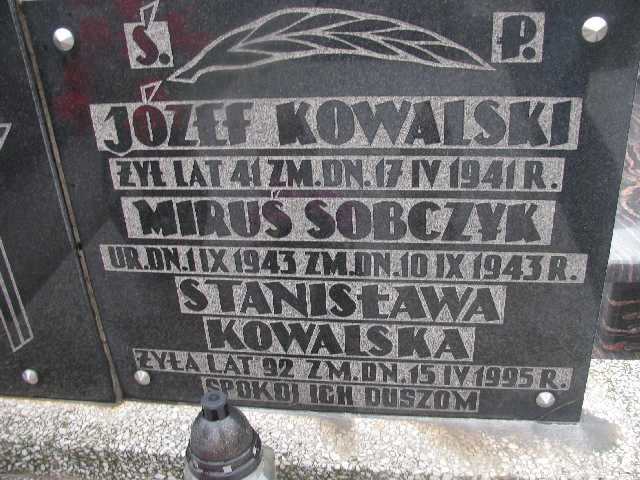 Ś. P.
JÓZEF KOWALSKI
ŻYŁ LAT 41 ZM.DN. 17 IV 1941 R.
MIRUŚ SOBCZYK
UR.DN. 1 IX 1943 ZM.DN. 10 IX 1943 R.
STANISŁAWA
KOWALSKA
ŻYŁA LAT 92 ZM.DN. 15 IV 1995 R.
SPOKÓJ ICH DUSZOM